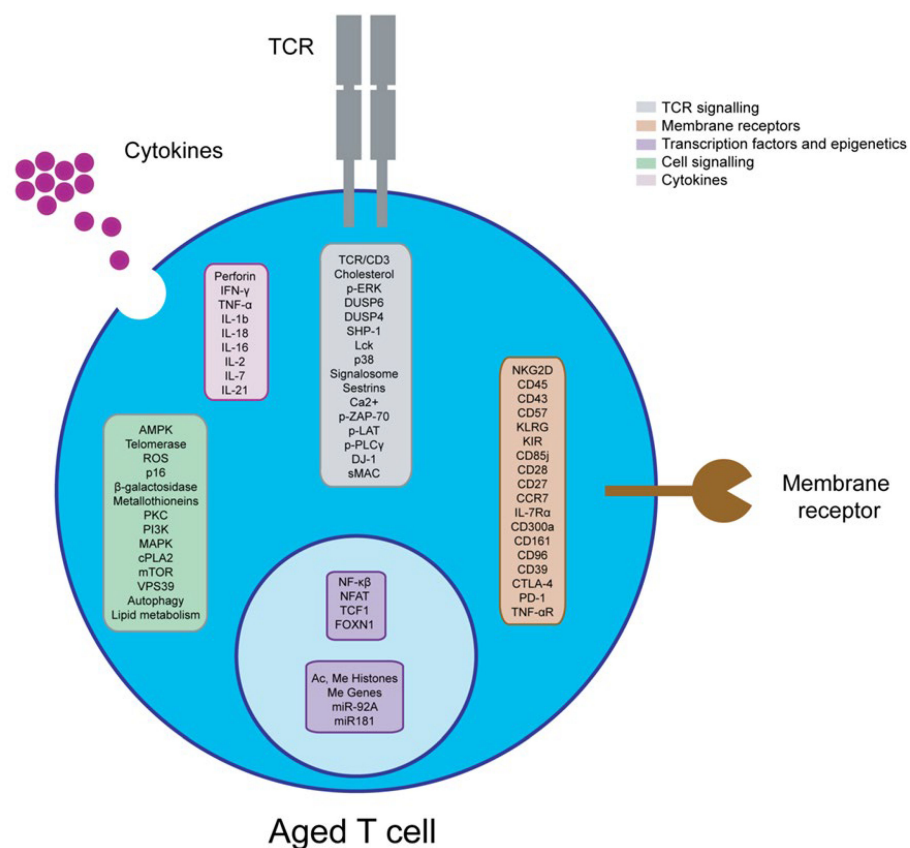 TCR
Cytokines
TCR signalling
Membrane receptors
Transcription factors and epigenetics
Cell signalling
Cytokines
Perforin
IFN-γ
TNF-α
IL-1b
IL-18
IL-16
IL-2
IL-7
IL-21
TCR/CD3
Cholesterol
p-ERK
DUSP6
DUSP4
SHP-1
Lck
p38
Signalosome
Sestrins
Ca2+
p-ZAP-70
p-LAT
p-PLCγ
DJ-1
sMAC
NKG2D
CD45
CD43
CD57
KLRG
KIR
CD85j
CD28
CD27
CCR7
IL-7Rα
CD300a
CD161
CD96
CD39
CTLA-4
PD-1
TNF-αR
AMPK
Telomerase
ROS
p16
β-galactosidase
Metallothioneins
PKC
PI3K
MAPK
cPLA2
mTOR
VPS39
Autophagy
Lipid metabolism
Membrane
receptor
NF-κβ
NFAT
TCF1
FOXN1
Ac, Me Histones
Me Genes
miR-92A
miR181
Aged T cell